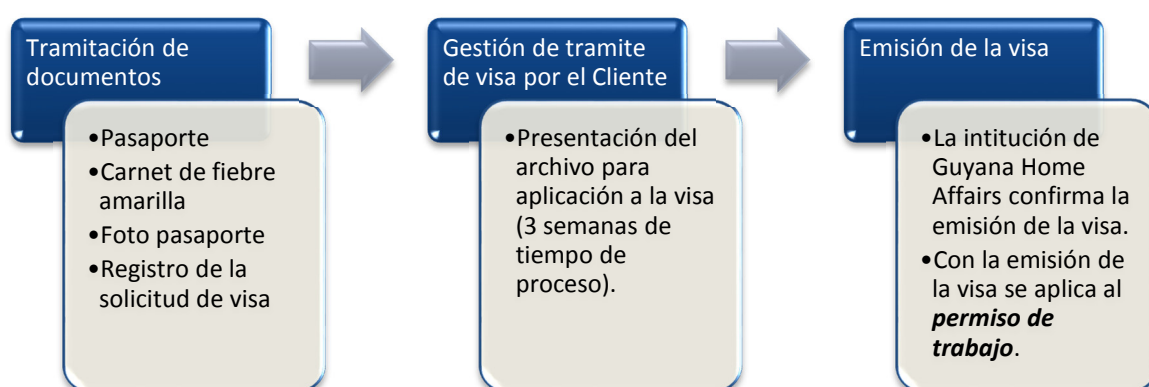 Tramitación de
documentos
•Pasaporte
•Carnet de fiebre
amarilla
•Foto pasaporte
•Registro de la
solicitud de visa
Gestión de tramite
de visa por el Cliente
•Presentación del
archivo para
aplicación a la visa
(3 semanas de
tiempo de
proceso).
Emisión de la visa
•La intitución de
Guyana Home
Affairs confirma la
emisión de la visa.
•Con la emisión de
la visa se aplica al
permiso de
trabajo.